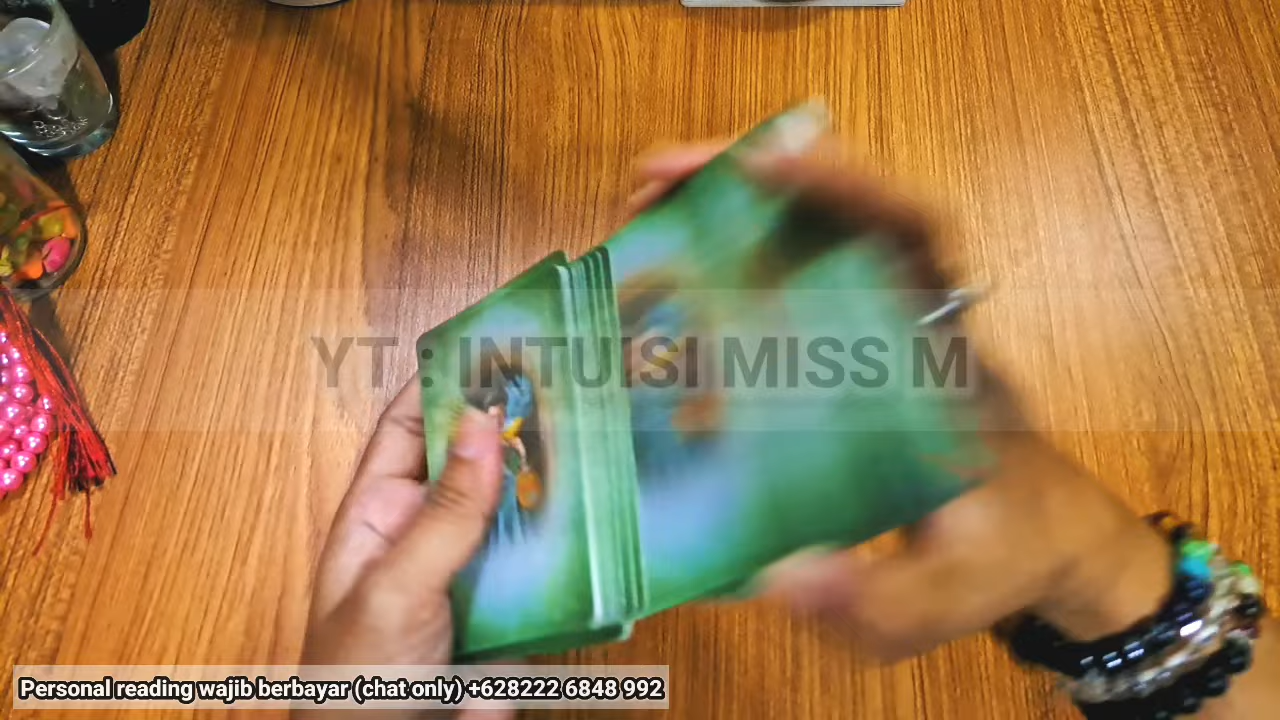 YT : INTUISI MISS M
Personal reading wajib berbayar (chat only) +628222 6848 992